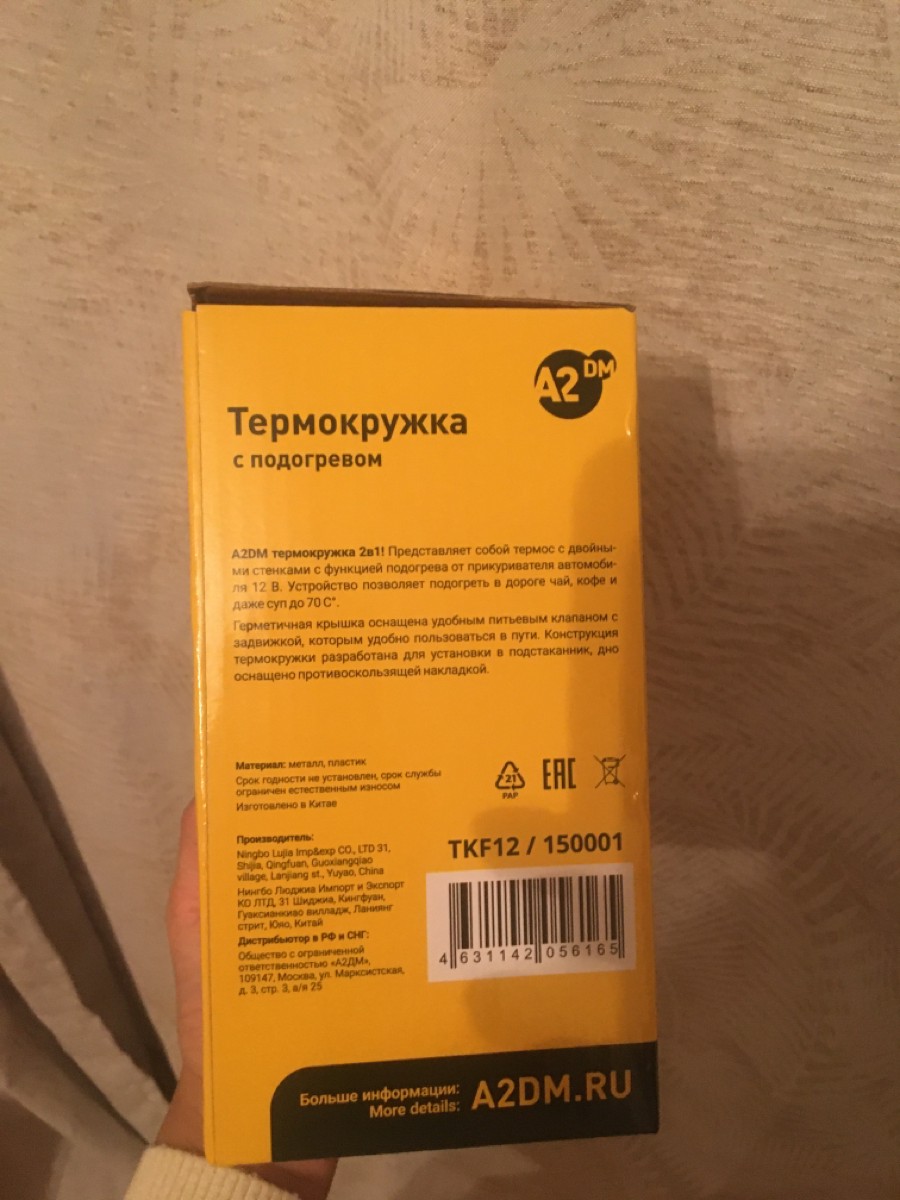 A2DM
Термокружка
с подогревом
A2DM термокружка 2в1! Представляет собой термос с двойны-
ми стенками с функцией подогрева от прикуривателя автомоби-
ля 12 В. Устройство позволяет подогреть в дороге чай, кофе и
даже суп до 70 С°.
Герметичная крышка оснащена удобным питьевым клапаном с
задвижкой, которым удобно пользоваться в пути. Конструкция
термокружки разработана для установки в подстаканник, дно
оснащено противоскользящей накладкой.
Материал: металл, пластик
Срок годности не установлен, срок службы
ограничен естественным износом
Изготовлено в Китае
21
PAP
EAC
Производитель:
Ningbo Lujia Imp&exp CO., LTD 31,
Shijia, Qingfuan, Guoxiangqiao
village, Lanjiang st., Yuyao, China
Нингбо Люджиа Импорт и Экспорт
КО ЛТД, 31 Шиджиа, Кингфуан,
Гуаксианкиао вилладж, Ланиянг
стрит, Юяо, Китай
Дистрибьютор в РФ и СНГ:
Общество с ограниченной
ответственностью «А2ДМ»,
109147, Москва, ул. Марксистская,
д. 3, стр. 3, а/я 25
TKF12 / 150001
4 631142 056165
Больше информации:
More details:
A2DM.RU